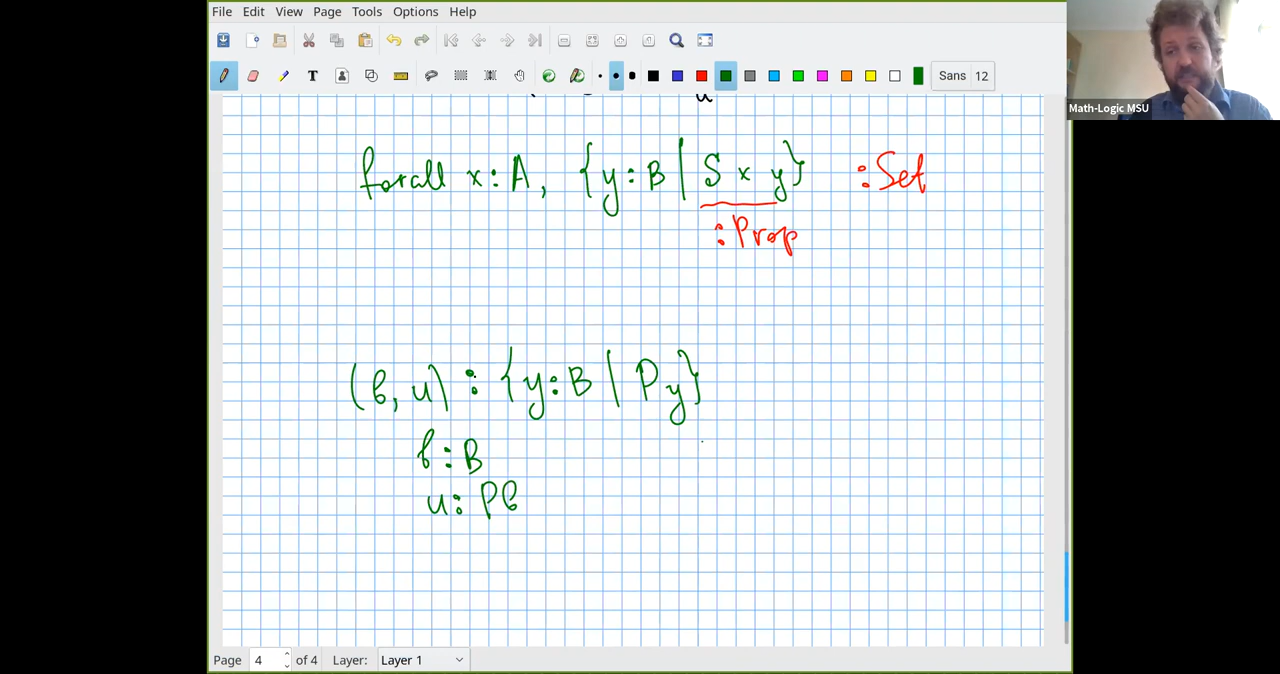 File Edit View Page Tools Options Help
T Sans 12
Math-Logic MSU
u
forall x:A, {y:B | S x y} :Set
:Prop
(b, u) : {y:B | P y}
b:B
u: Pb
Page 4 of 4 Layer: Layer 1